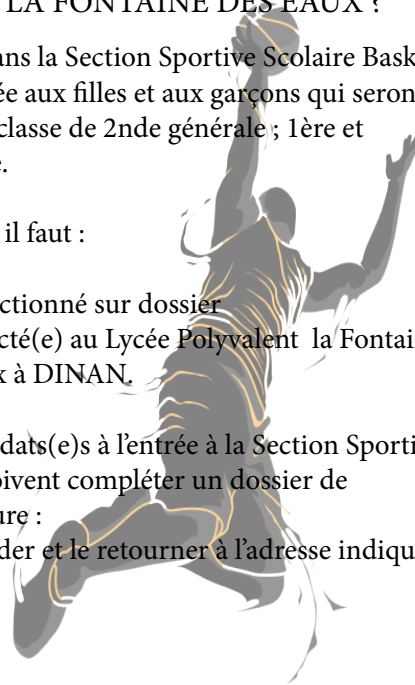 LA FONTAINE DES EAUX ?
ans la Section Sportive Scolaire Bask
ée aux filles et aux garçons qui seron
classe de 2nde générale ; 1ère et
e.
il faut :
ctionné sur dossier
cté(e) au Lycée Polyvalent la Fontai
x à DINAN.
dats(e)s à l’entrée à la Section Sporti
oivent compléter un dossier de
ure :
der et le retourner à l’adresse indiqu